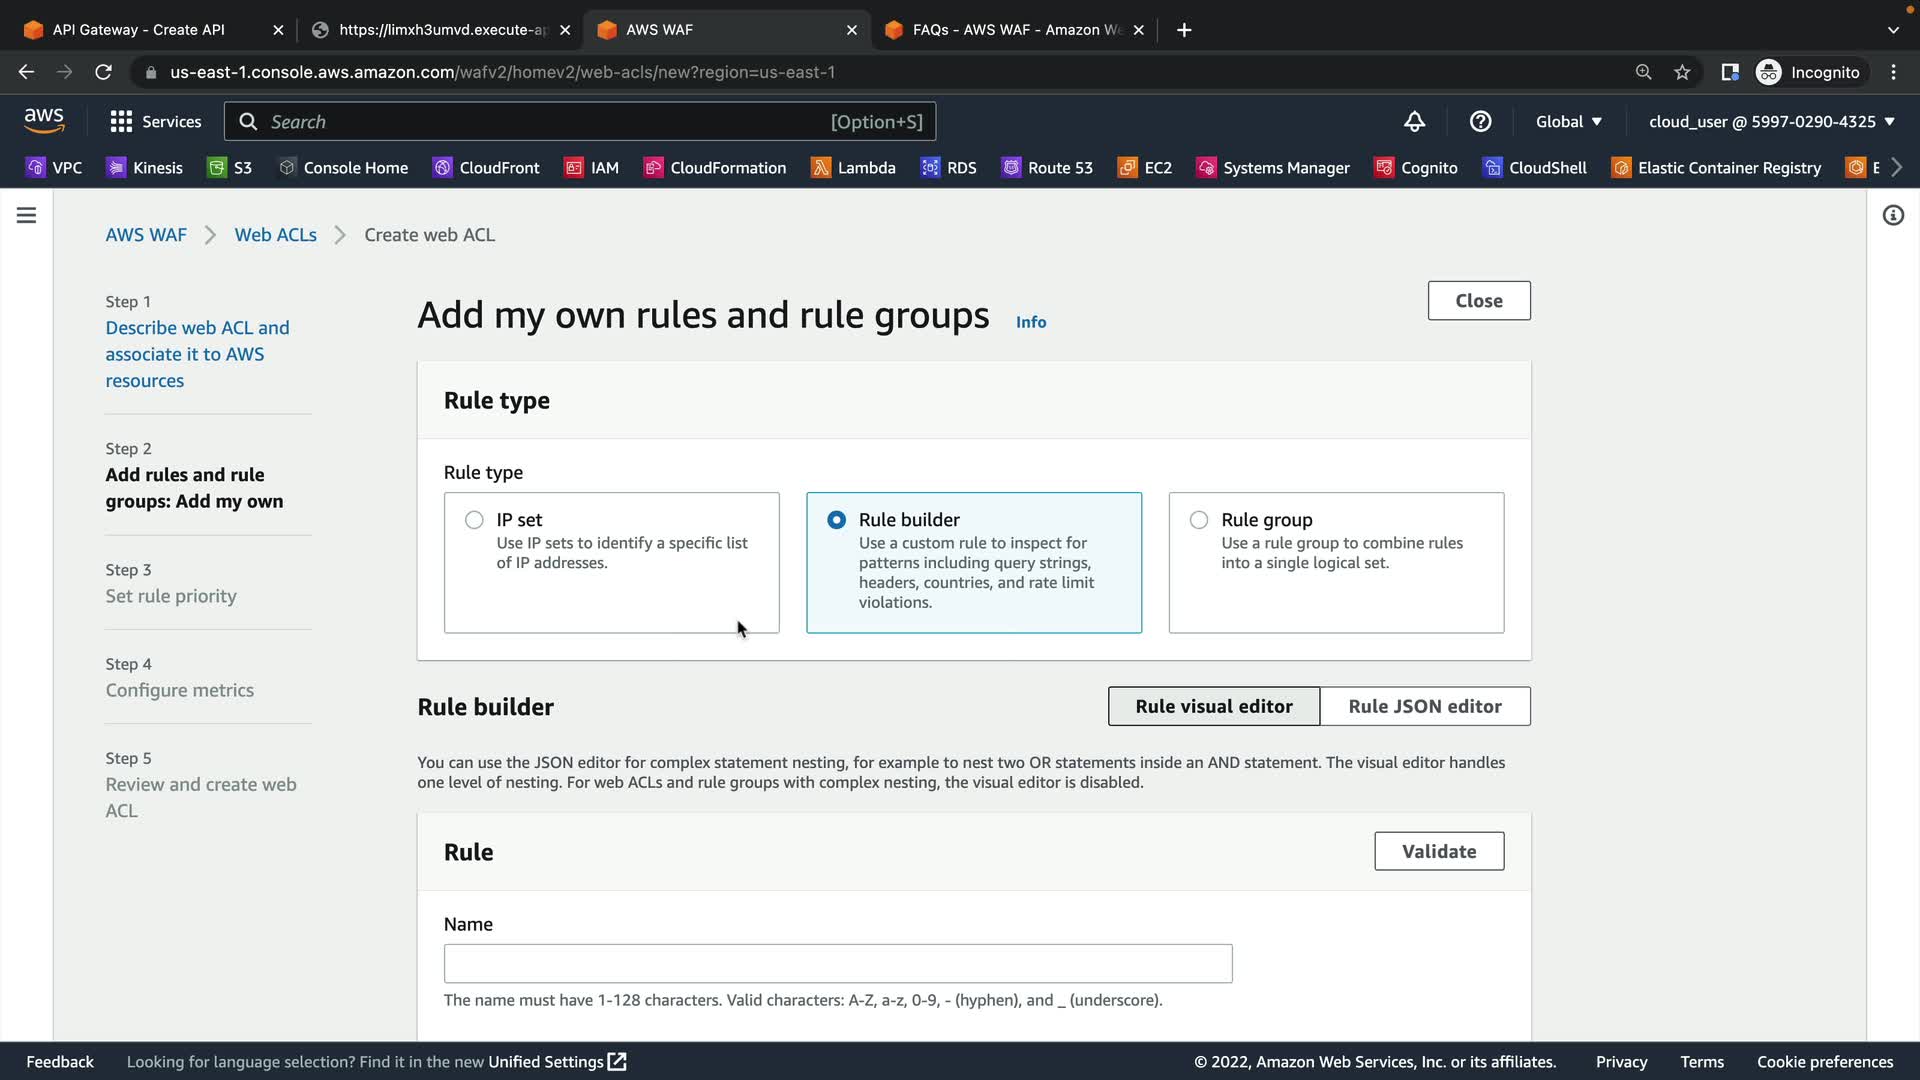 API Gateway - Create API
https://limxh3umvd.execute-ap
AWS WAF
FAQs - AWS WAF - Amazon We
us-east-1.console.aws.amazon.com/wafv2/homev2/web-acls/new?region=us-east-1
Incognito
aws
Services
Search
[Option+S]
Global
cloud_user @ 5997-0290-4325
VPC
Kinesis
S3
Console Home
CloudFront
IAM
CloudFormation
Lambda
RDS
Route 53
EC2
Systems Manager
Cognito
CloudShell
Elastic Container Registry
E
AWS WAF
Web ACLs
Create web ACL
Step 1
Describe web ACL and
associate it to AWS
resources
Step 2
Add rules and rule
groups: Add my own
Step 3
Set rule priority
Step 4
Configure metrics
Step 5
Review and create web
ACL
Add my own rules and rule groups
Info
Close
Rule type
Rule type
IP set
Use IP sets to identify a specific list
of IP addresses.
Rule builder
Use a custom rule to inspect for
patterns including query strings,
headers, countries, and rate limit
violations.
Rule group
Use a rule group to combine rules
into a single logical set.
Rule builder
Rule visual editor
Rule JSON editor
You can use the JSON editor for complex statement nesting, for example to nest two OR statements inside an AND statement. The visual editor handles
one level of nesting. For web ACLs and rule groups with complex nesting, the visual editor is disabled.
Rule
Validate
Name
The name must have 1-128 characters. Valid characters: A-Z, a-z, 0-9, - (hyphen), and _ (underscore).
Feedback
Looking for language selection? Find it in the new Unified Settings
© 2022, Amazon Web Services, Inc. or its affiliates.
Privacy
Terms
Cookie preferences